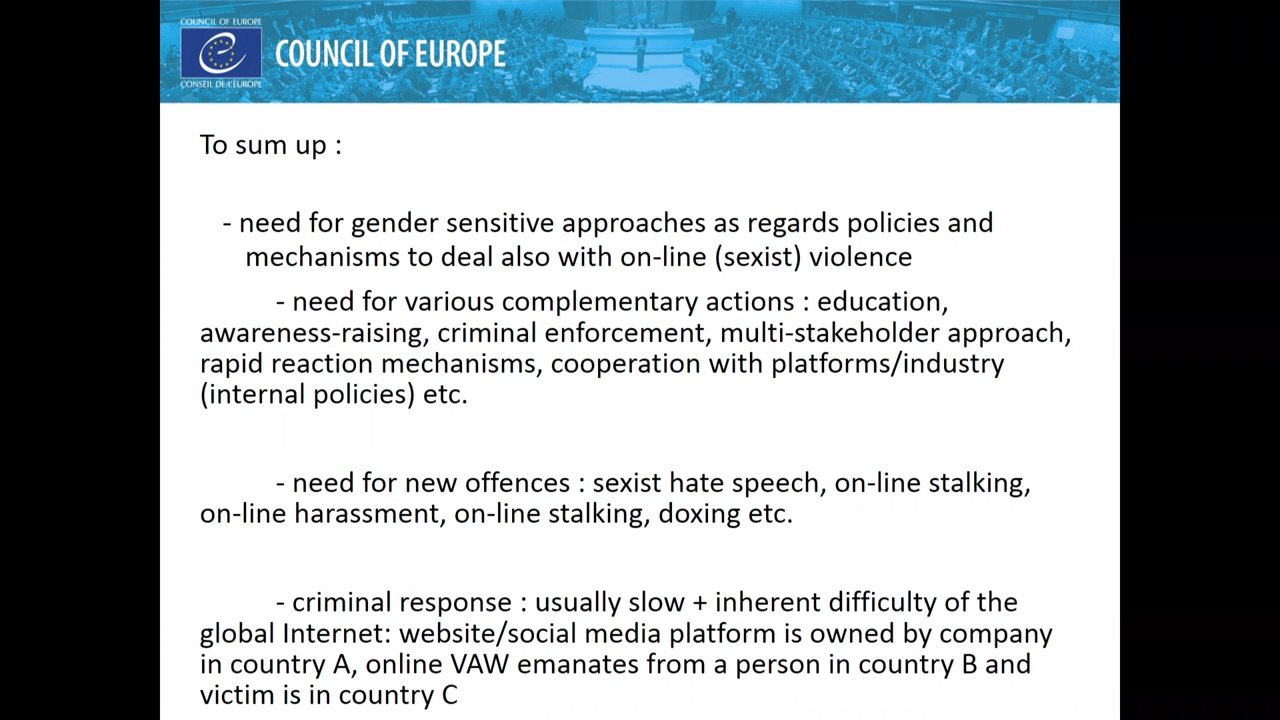 COUNCIL OF EUROPE
CONSEIL DE L'EUROPE
COUNCIL OF EUROPE
To sum up :
- need for gender sensitive approaches as regards policies and
mechanisms to deal also with on-line (sexist) violence
- need for various complementary actions : education,
awareness-raising, criminal enforcement, multi-stakeholder approach,
rapid reaction mechanisms, cooperation with platforms/industry
(internal policies) etc.
- need for new offences : sexist hate speech, on-line stalking,
on-line harassment, on-line stalking, doxing etc.
- criminal response : usually slow + inherent difficulty of the
global Internet: website/social media platform is owned by company
in country A, online VAW emanates from a person in country B and
victim is in country C